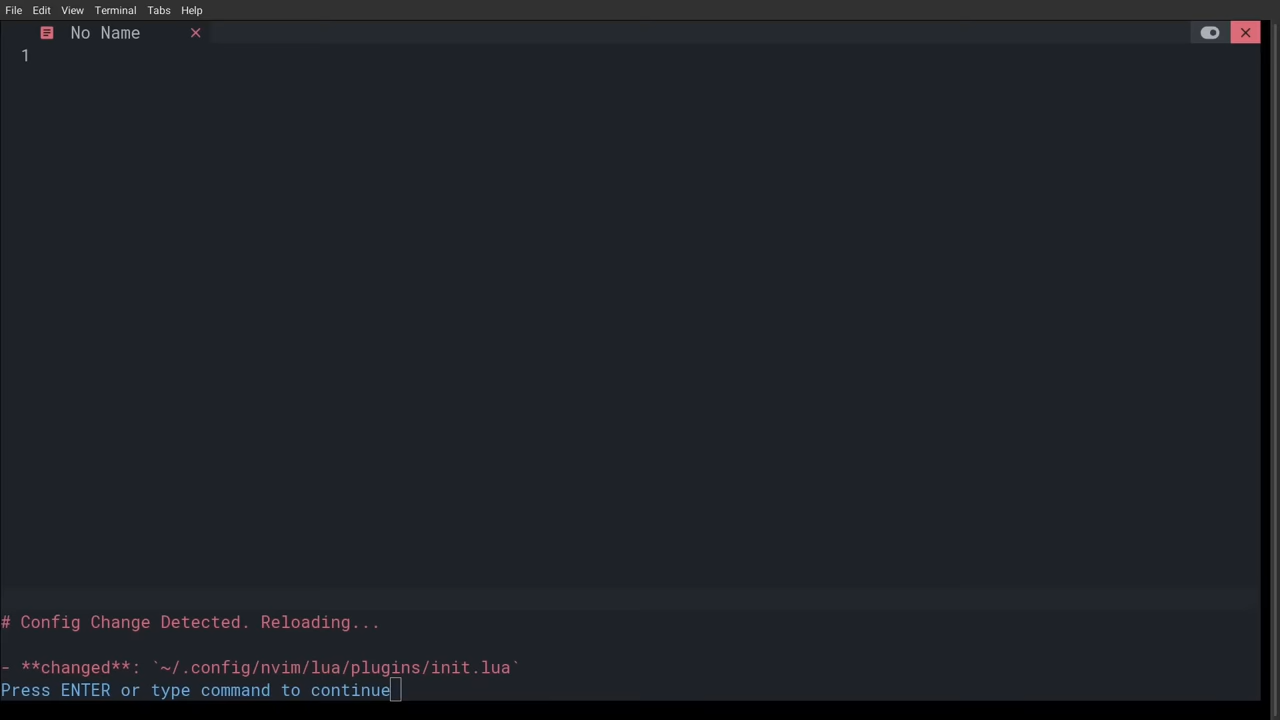 File Edit View Terminal Tabs Help
No Name
1
# Config Change Detected. Reloading...
- **changed**: `~/.config/nvim/lua/plugins/init.lua`
Press ENTER or type command to continue